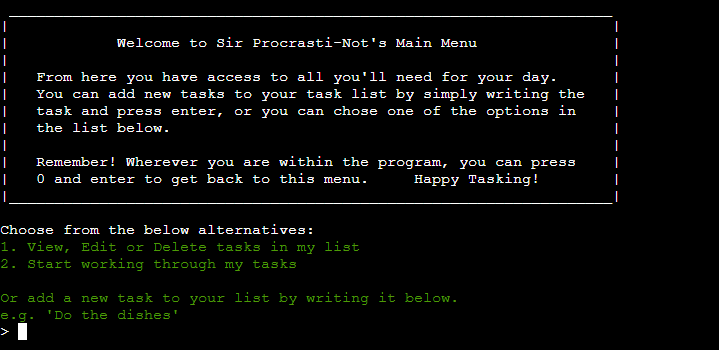 Welcome to Sir Procrasti-Not's Main Menu
From here you have access to all you'll need for your day.
You can add new tasks to your task list by simply writing the
task and press enter, or you can chose one of the options in
the list below.
Remember! Wherever you are within the program, you can press
0 and enter to get back to this menu.     Happy Tasking!
Choose from the below alternatives:
1. View, Edit or Delete tasks in my list
2. Start working through my tasks
Or add a new task to your list by writing it below.
e.g. 'Do the dishes'
>